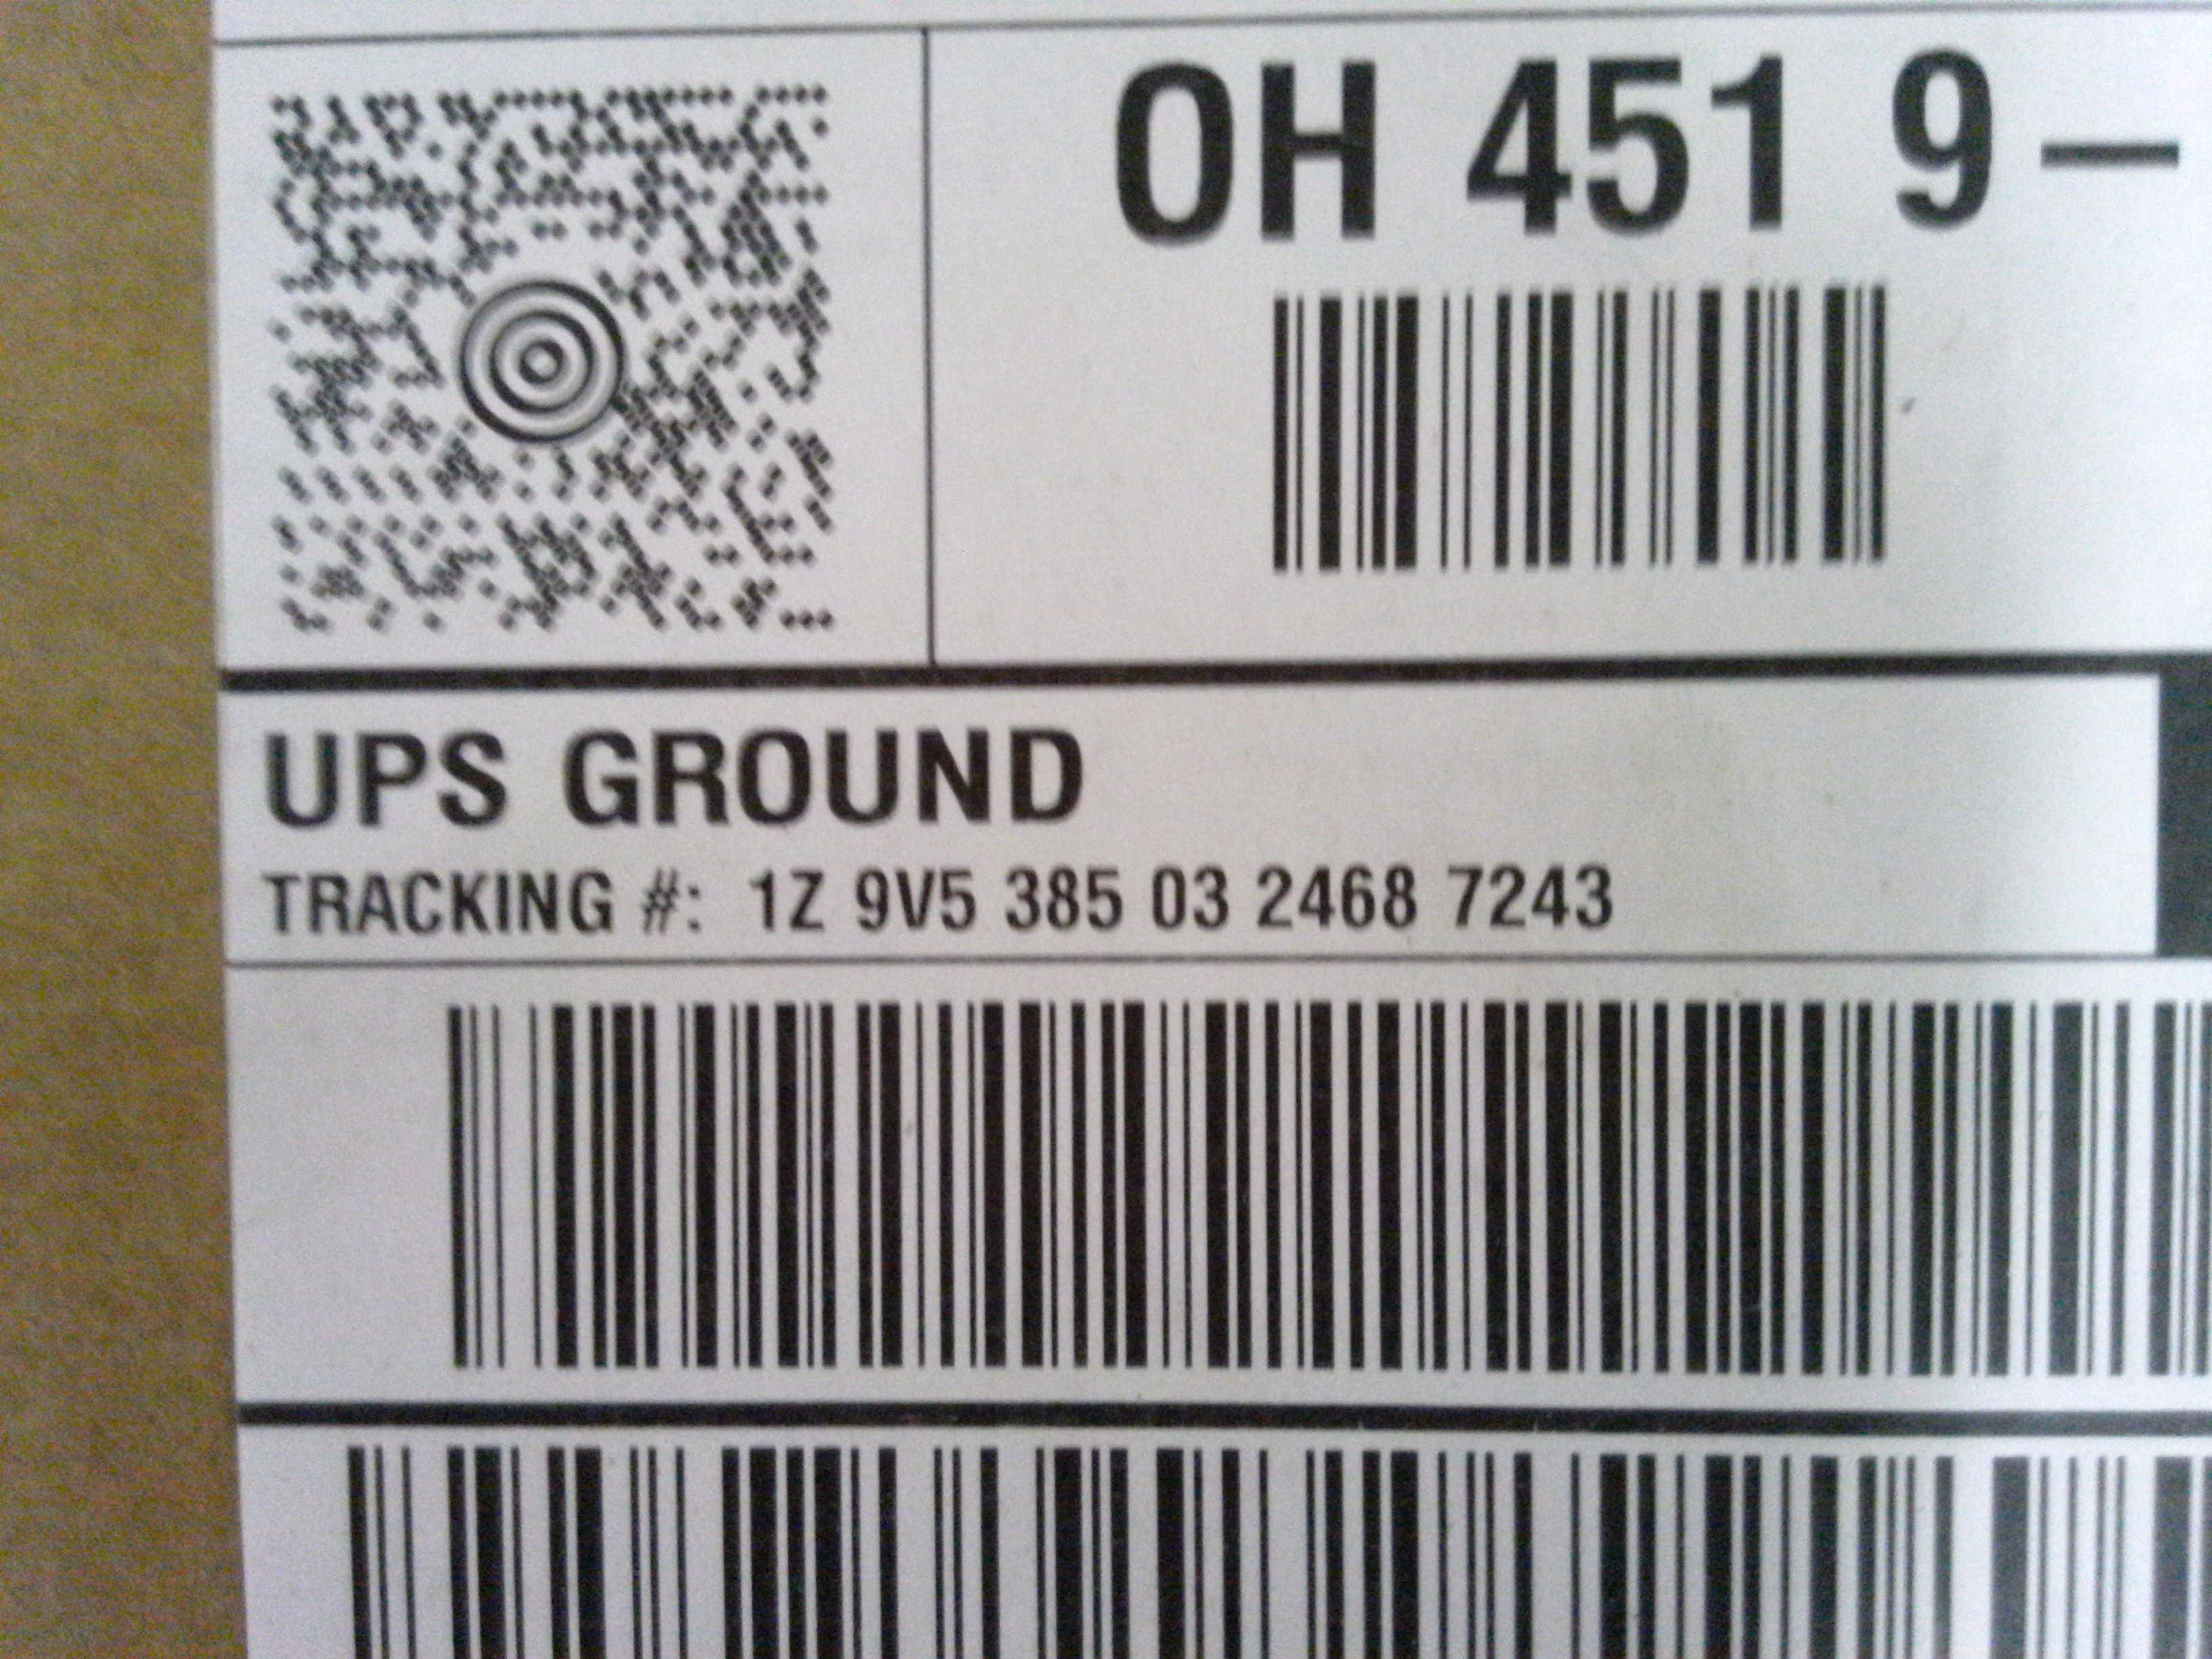 OH 451 9–
UPS GROUND
TRACKING #: 1Z 9V5 385 03 2468 7243